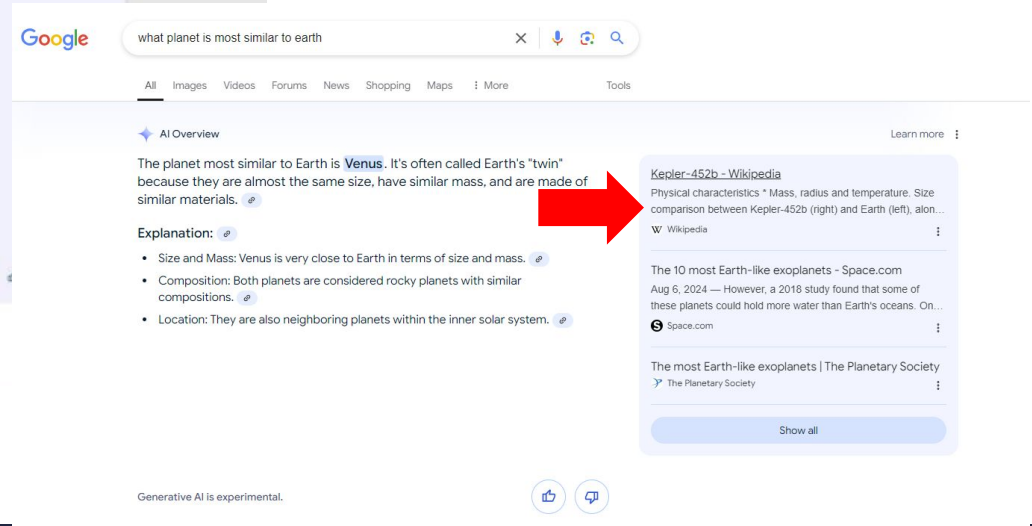 Google
what planet is most similar to earth
All Images Videos Forums News Shopping Maps More Tools
AI Overview
Learn more
The planet most similar to Earth is Venus. It's often called Earth's "twin"
because they are almost the same size, have similar mass, and are made of
similar materials.
Explanation:
• Size and Mass: Venus is very close to Earth in terms of size and mass.
• Composition: Both planets are considered rocky planets with similar
compositions.
• Location: They are also neighboring planets within the inner solar system.
Kepler-452b - Wikipedia
Physical characteristics * Mass, radius and temperature. Size
comparison between Kepler-452b (right) and Earth (left), alon...
W Wikipedia
The 10 most Earth-like exoplanets - Space.com
Aug 6, 2024 — However, a 2018 study found that some of
these planets could hold more water than Earth's oceans. On...
S Space.com
The most Earth-like exoplanets | The Planetary Society
The Planetary Society
Show all
Generative AI is experimental.